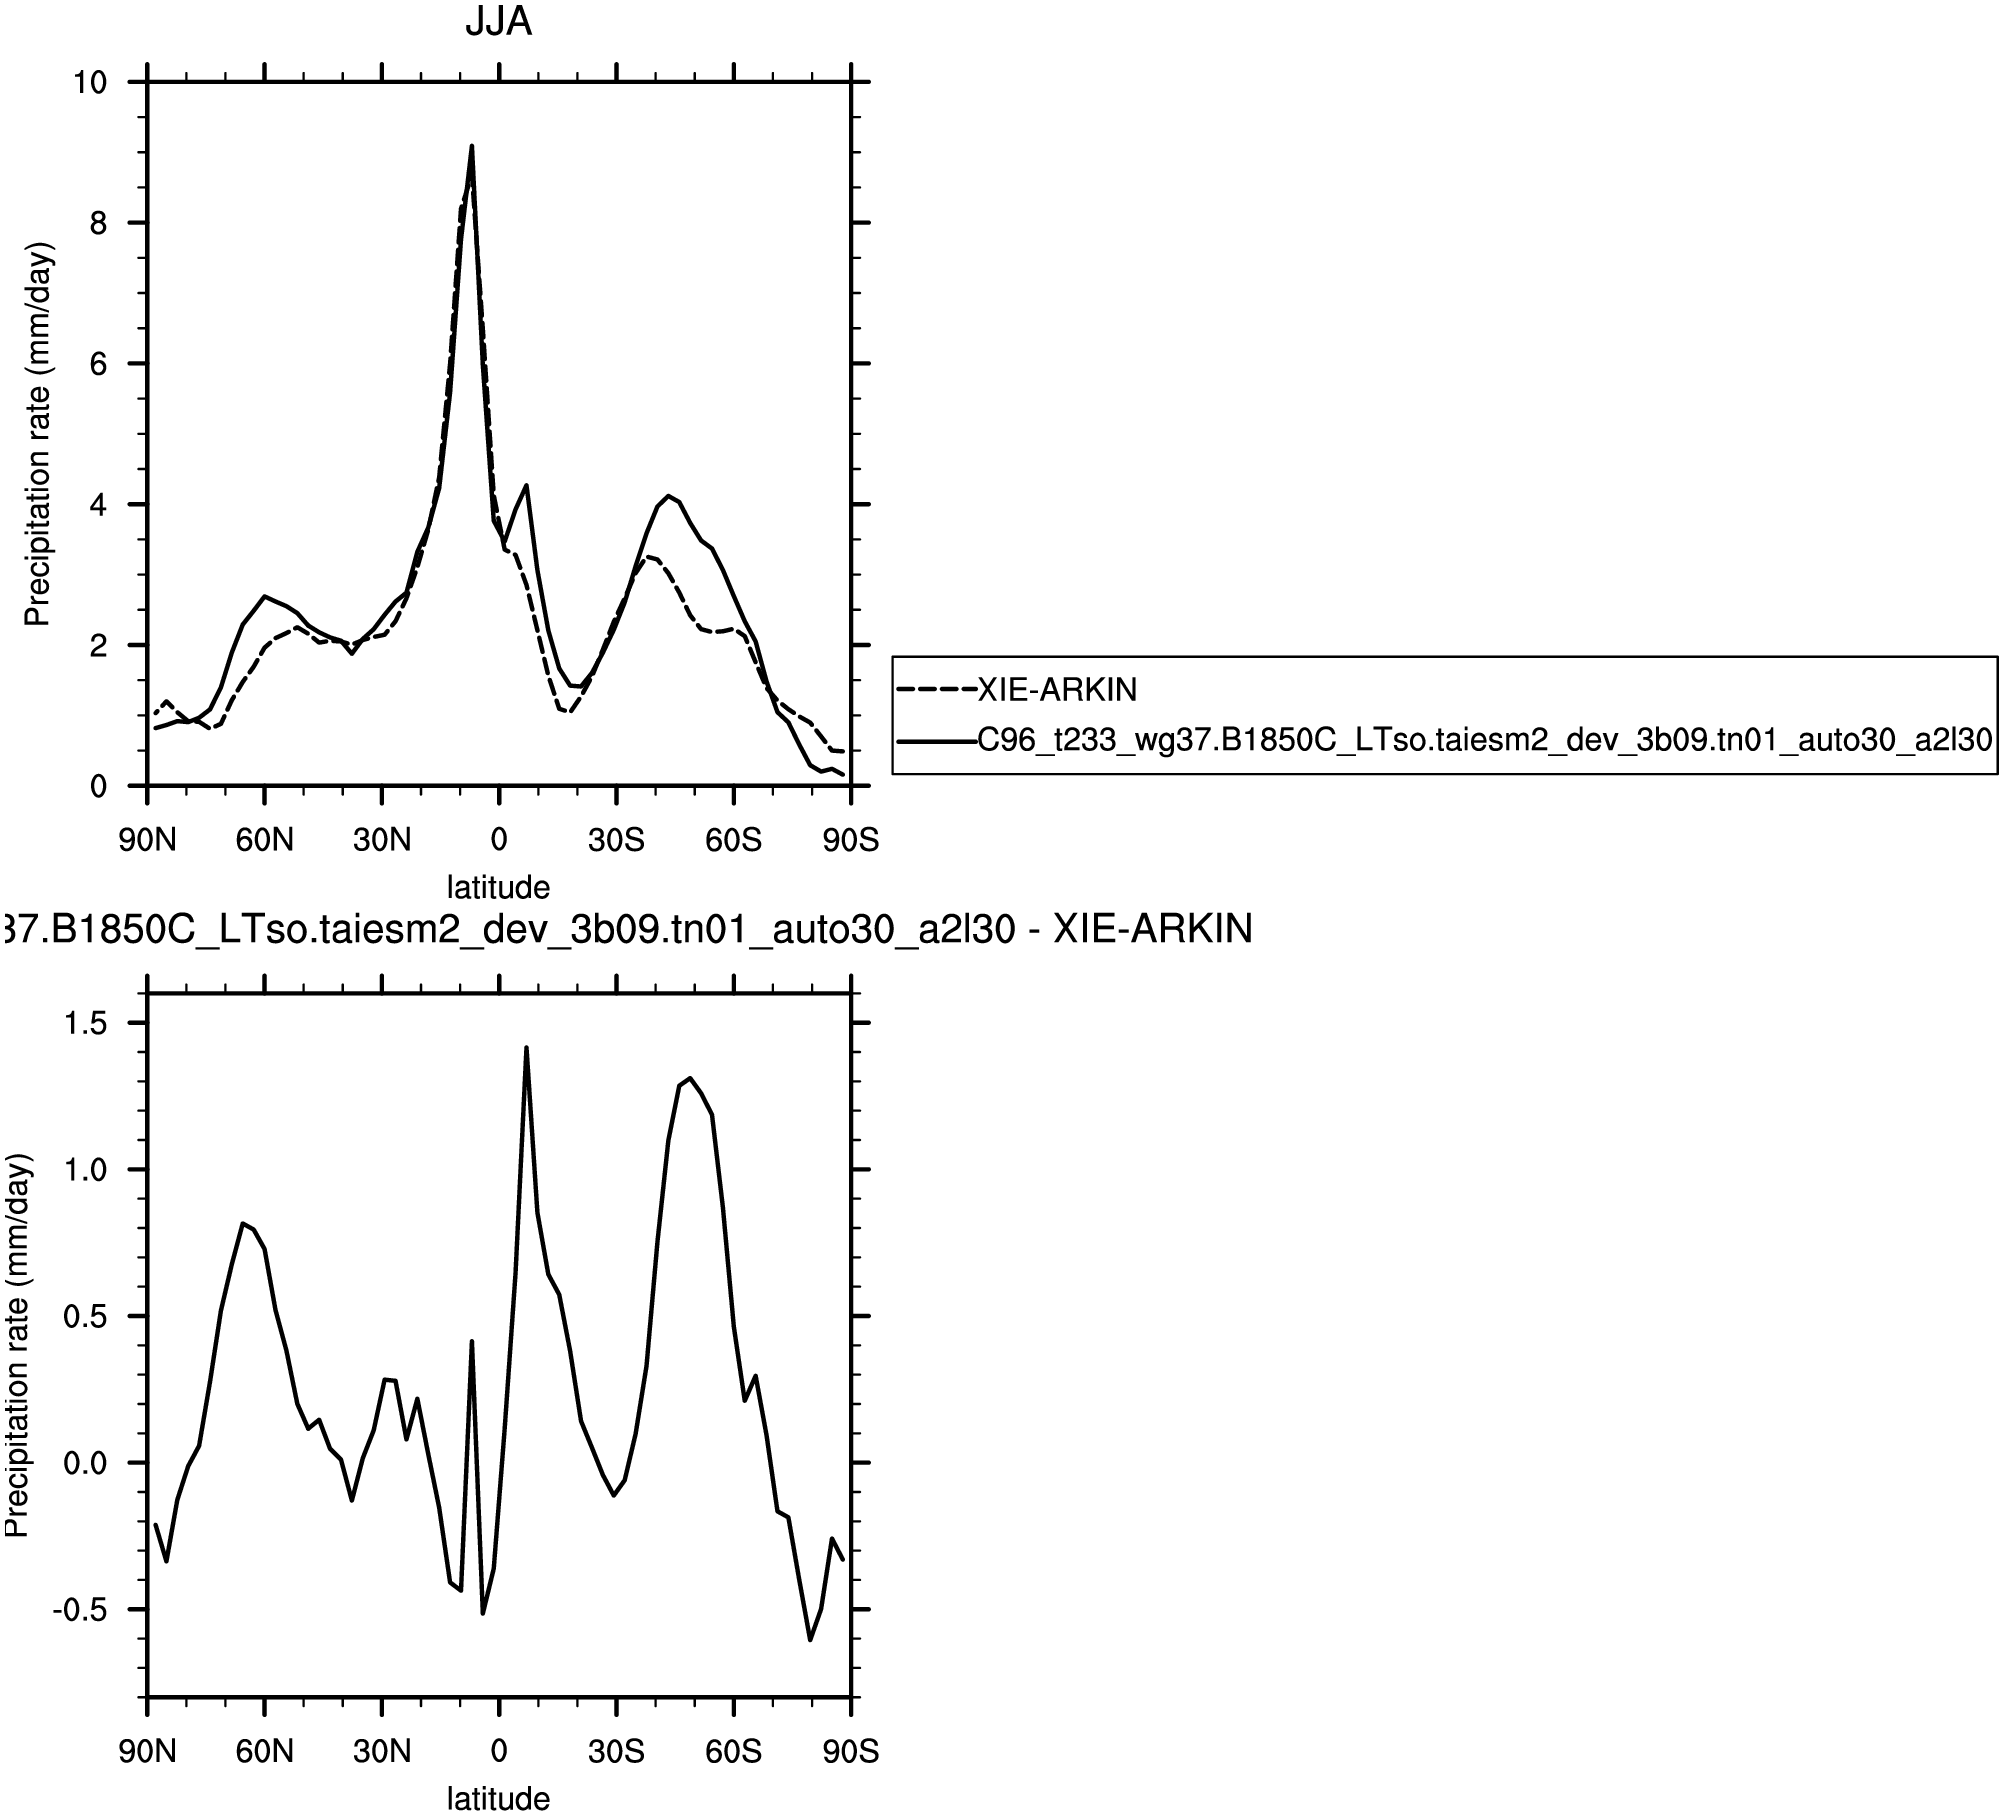 JJA
10
8
6
4
2
0
Precipitation rate (mm/day)
90N 60N 30N 0 30S 60S 90S
latitude
XIE-ARKIN
C96_t233_wg37.B1850C_LTso.taiesm2_dev_3b09.tn01_auto30_a2l30
37.B1850C_LTso.taiesm2_dev_3b09.tn01_auto30_a2l30 - XIE-ARKIN
1.5
1.0
0.5
0.0
-0.5
Precipitation rate (mm/day)
90N 60N 30N 0 30S 60S 90S
latitude